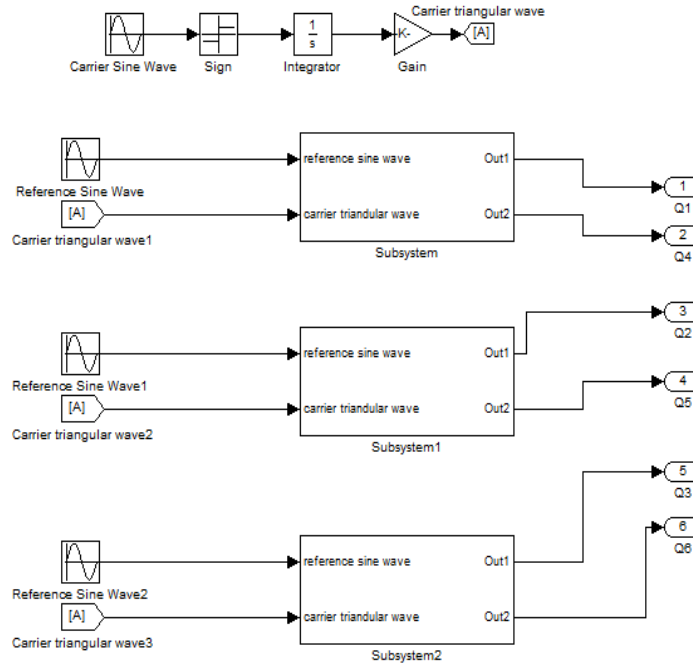 Carrier triangular wave
1
s
K-
[A]
Carrier Sine Wave
Sign
Integrator
Gain
reference sine wave
Out1
1
Reference Sine Wave
Q1
[A]
carrier triandular wave
Out2
2
Carrier triangular wave1
Subsystem
Q4
3
Q2
reference sine wave
Out1
Reference Sine Wave1
4
[A]
carrier triandular wave
Out2
Q5
Carrier triangular wave2
Subsystem1
5
Q3
6
Q6
reference sine wave
Out1
Reference Sine Wave2
[A]
carrier triandular wave
Out2
Carrier triangular wave3
Subsystem2